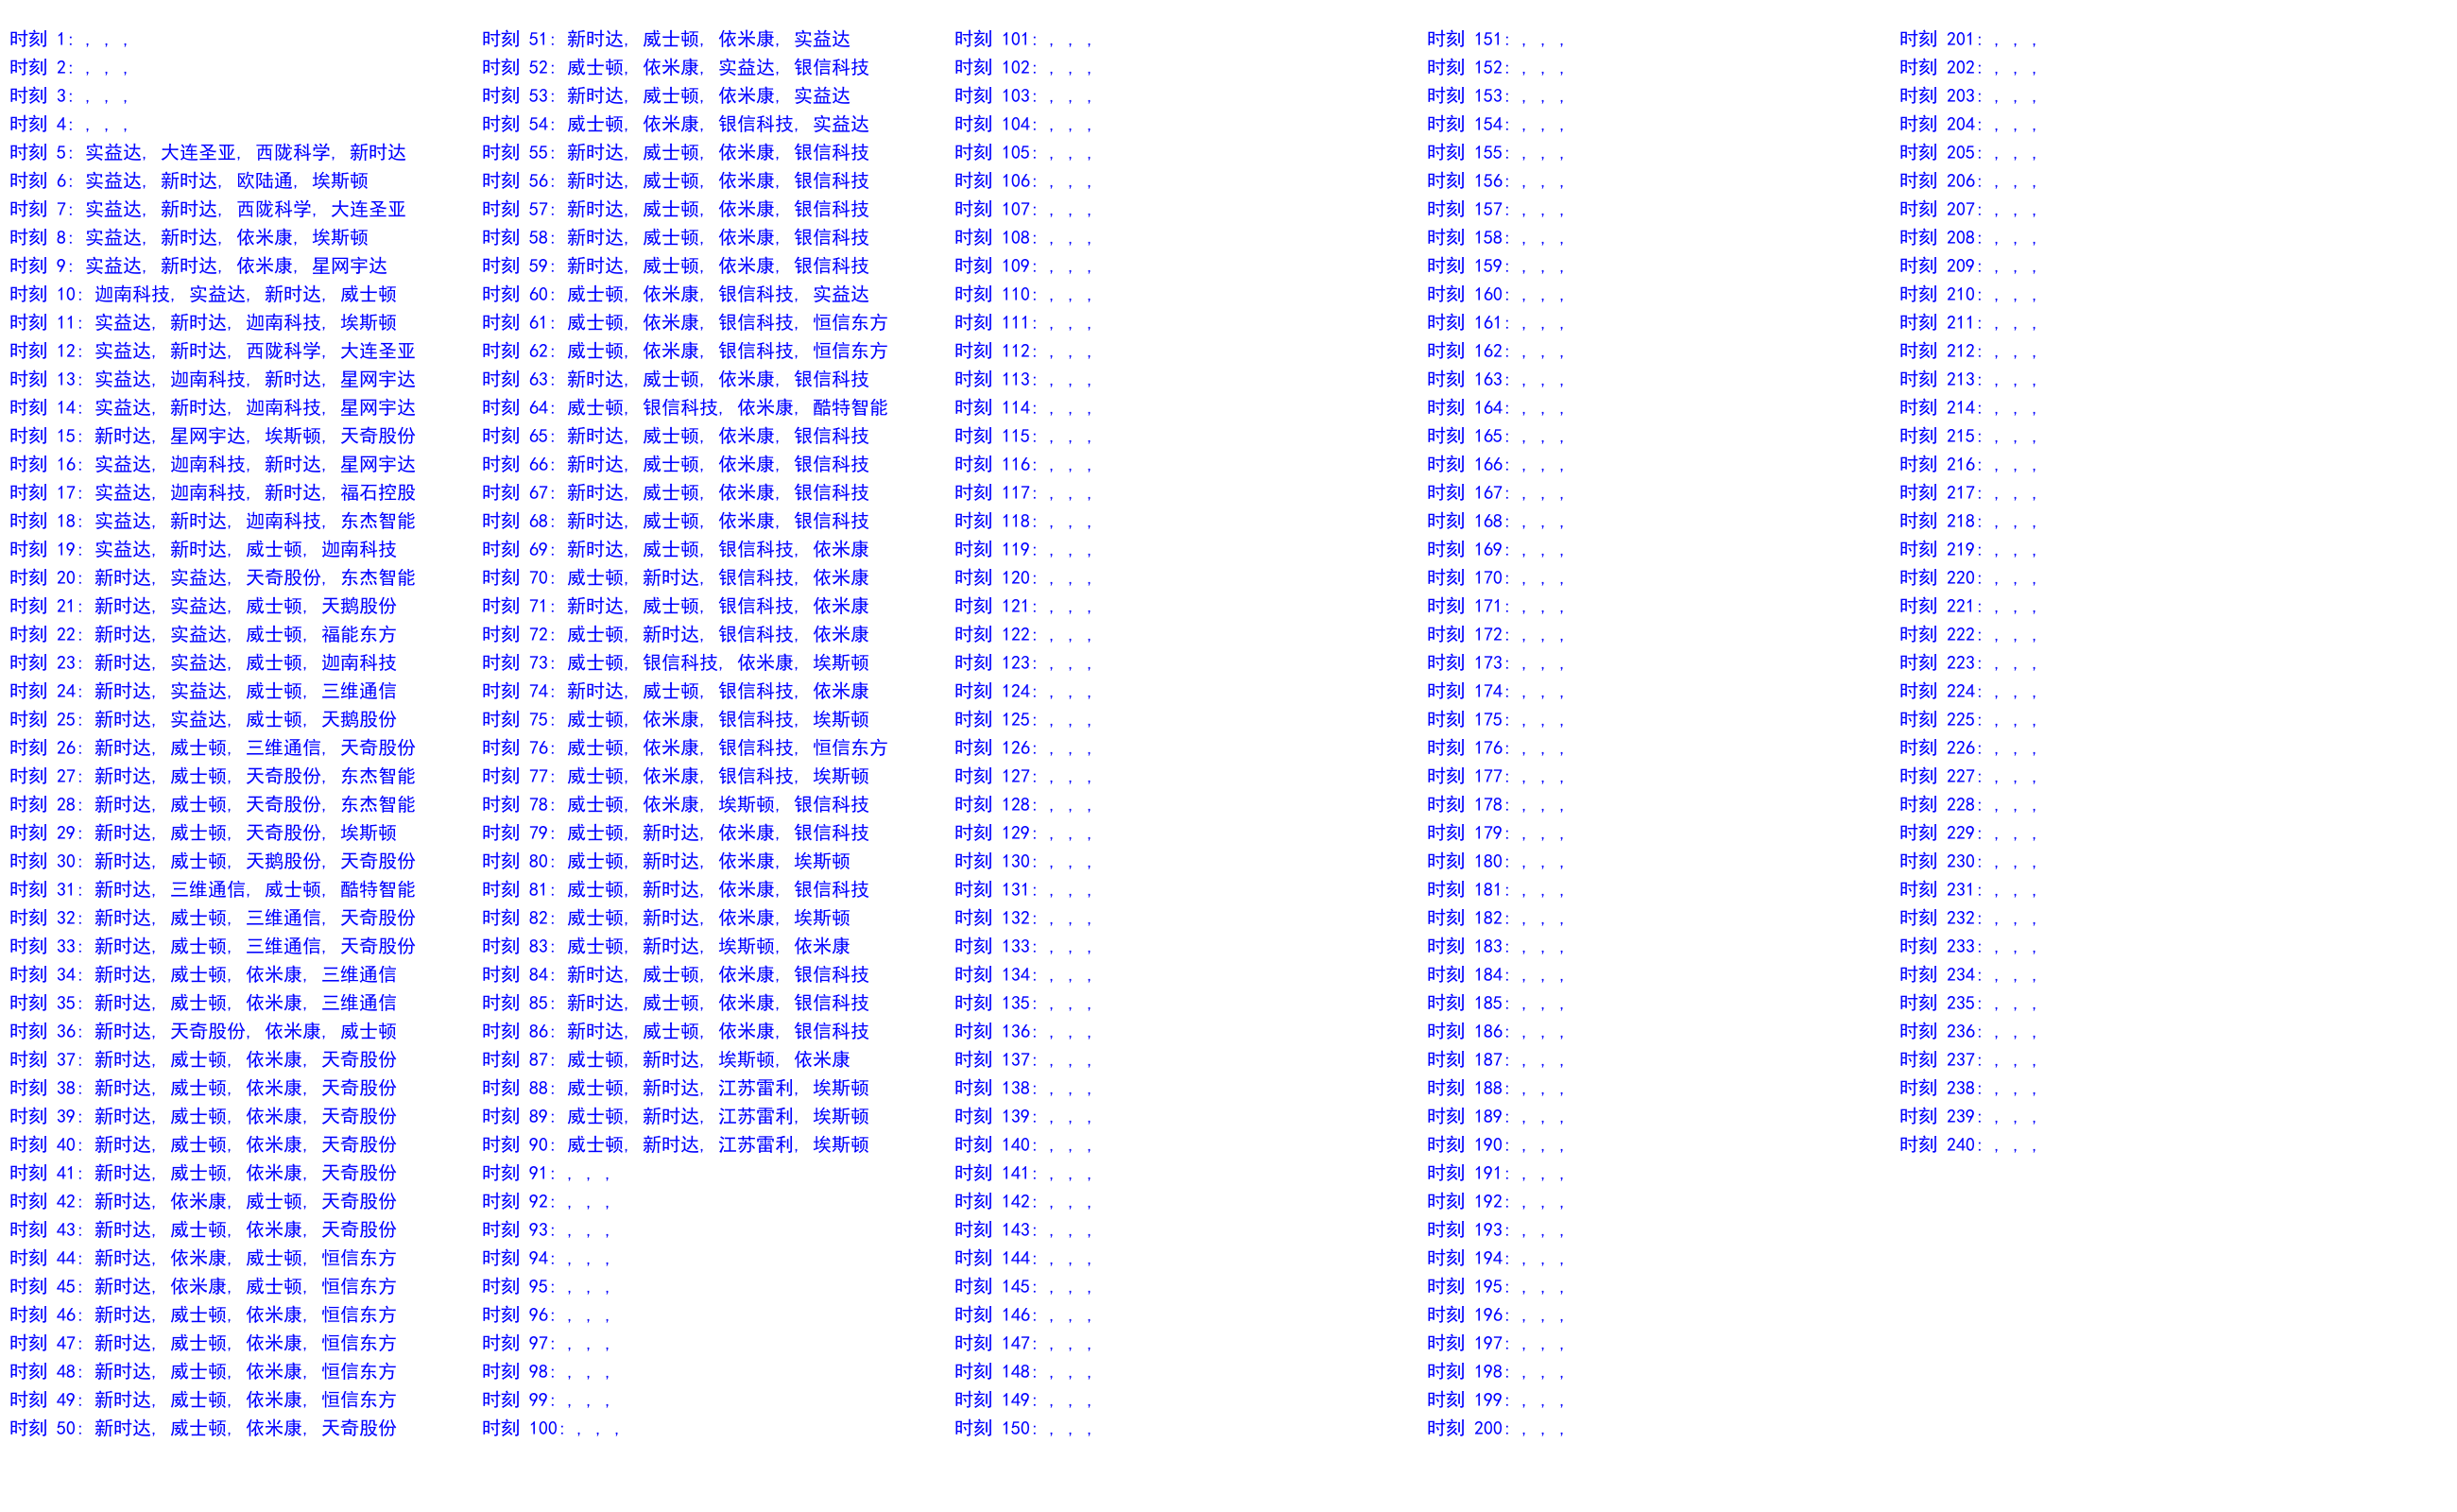 时刻 1: , , ,
时刻 2: , , ,
时刻 3: , , ,
时刻 4: , , ,
时刻 5: 实益达, 大连圣亚, 西陇科学, 新时达
时刻 6: 实益达, 新时达, 欧陆通, 埃斯顿
时刻 7: 实益达, 新时达, 西陇科学, 大连圣亚
时刻 8: 实益达, 新时达, 依米康, 埃斯顿
时刻 9: 实益达, 新时达, 依米康, 星网宇达
时刻 10: 迦南科技, 实益达, 新时达, 威士顿
时刻 11: 实益达, 新时达, 迦南科技, 埃斯顿
时刻 12: 实益达, 新时达, 西陇科学, 大连圣亚
时刻 13: 实益达, 迦南科技, 新时达, 星网宇达
时刻 14: 实益达, 新时达, 迦南科技, 星网宇达
时刻 15: 新时达, 星网宇达, 埃斯顿, 天奇股份
时刻 16: 实益达, 迦南科技, 新时达, 星网宇达
时刻 17: 实益达, 迦南科技, 新时达, 福石控股
时刻 18: 实益达, 新时达, 迦南科技, 东杰智能
时刻 19: 实益达, 新时达, 威士顿, 迦南科技
时刻 20: 新时达, 实益达, 天奇股份, 东杰智能
时刻 21: 新时达, 实益达, 威士顿, 天鹅股份
时刻 22: 新时达, 实益达, 威士顿, 福能东方
时刻 23: 新时达, 实益达, 威士顿, 迦南科技
时刻 24: 新时达, 实益达, 威士顿, 三维通信
时刻 25: 新时达, 实益达, 威士顿, 天鹅股份
时刻 26: 新时达, 威士顿, 三维通信, 天奇股份
时刻 27: 新时达, 威士顿, 天奇股份, 东杰智能
时刻 28: 新时达, 威士顿, 天奇股份, 东杰智能
时刻 29: 新时达, 威士顿, 天奇股份, 埃斯顿
时刻 30: 新时达, 威士顿, 天鹅股份, 天奇股份
时刻 31: 新时达, 三维通信, 威士顿, 酷特智能
时刻 32: 新时达, 威士顿, 三维通信, 天奇股份
时刻 33: 新时达, 威士顿, 三维通信, 天奇股份
时刻 34: 新时达, 威士顿, 依米康, 三维通信
时刻 35: 新时达, 威士顿, 依米康, 三维通信
时刻 36: 新时达, 天奇股份, 依米康, 威士顿
时刻 37: 新时达, 威士顿, 依米康, 天奇股份
时刻 38: 新时达, 威士顿, 依米康, 天奇股份
时刻 39: 新时达, 威士顿, 依米康, 天奇股份
时刻 40: 新时达, 威士顿, 依米康, 天奇股份
时刻 41: 新时达, 威士顿, 依米康, 天奇股份
时刻 42: 新时达, 依米康, 威士顿, 天奇股份
时刻 43: 新时达, 威士顿, 依米康, 天奇股份
时刻 44: 新时达, 依米康, 威士顿, 恒信东方
时刻 45: 新时达, 依米康, 威士顿, 恒信东方
时刻 46: 新时达, 威士顿, 依米康, 恒信东方
时刻 47: 新时达, 威士顿, 依米康, 恒信东方
时刻 48: 新时达, 威士顿, 依米康, 恒信东方
时刻 49: 新时达, 威士顿, 依米康, 恒信东方
时刻 50: 新时达, 威士顿, 依米康, 天奇股份
时刻 51: 新时达, 威士顿, 依米康, 实益达
时刻 52: 威士顿, 依米康, 实益达, 银信科技
时刻 53: 新时达, 威士顿, 依米康, 实益达
时刻 54: 威士顿, 依米康, 银信科技, 实益达
时刻 55: 新时达, 威士顿, 依米康, 银信科技
时刻 56: 新时达, 威士顿, 依米康, 银信科技
时刻 57: 新时达, 威士顿, 依米康, 银信科技
时刻 58: 新时达, 威士顿, 依米康, 银信科技
时刻 59: 新时达, 威士顿, 依米康, 银信科技
时刻 60: 威士顿, 依米康, 银信科技, 实益达
时刻 61: 威士顿, 依米康, 银信科技, 恒信东方
时刻 62: 威士顿, 依米康, 银信科技, 恒信东方
时刻 63: 新时达, 威士顿, 依米康, 银信科技
时刻 64: 威士顿, 银信科技, 依米康, 酷特智能
时刻 65: 新时达, 威士顿, 依米康, 银信科技
时刻 66: 新时达, 威士顿, 依米康, 银信科技
时刻 67: 新时达, 威士顿, 依米康, 银信科技
时刻 68: 新时达, 威士顿, 依米康, 银信科技
时刻 69: 新时达, 威士顿, 银信科技, 依米康
时刻 70: 威士顿, 新时达, 银信科技, 依米康
时刻 71: 新时达, 威士顿, 银信科技, 依米康
时刻 72: 威士顿, 新时达, 银信科技, 依米康
时刻 73: 威士顿, 银信科技, 依米康, 埃斯顿
时刻 74: 新时达, 威士顿, 银信科技, 依米康
时刻 75: 威士顿, 依米康, 银信科技, 埃斯顿
时刻 76: 威士顿, 依米康, 银信科技, 恒信东方
时刻 77: 威士顿, 依米康, 银信科技, 埃斯顿
时刻 78: 威士顿, 依米康, 埃斯顿, 银信科技
时刻 79: 威士顿, 新时达, 依米康, 银信科技
时刻 80: 威士顿, 新时达, 依米康, 埃斯顿
时刻 81: 威士顿, 新时达, 依米康, 银信科技
时刻 82: 威士顿, 新时达, 依米康, 埃斯顿
时刻 83: 威士顿, 新时达, 埃斯顿, 依米康
时刻 84: 新时达, 威士顿, 依米康, 银信科技
时刻 85: 新时达, 威士顿, 依米康, 银信科技
时刻 86: 新时达, 威士顿, 依米康, 银信科技
时刻 87: 威士顿, 新时达, 埃斯顿, 依米康
时刻 88: 威士顿, 新时达, 江苏雷利, 埃斯顿
时刻 89: 威士顿, 新时达, 江苏雷利, 埃斯顿
时刻 90: 威士顿, 新时达, 江苏雷利, 埃斯顿
时刻 91: , , ,
时刻 92: , , ,
时刻 93: , , ,
时刻 94: , , ,
时刻 95: , , ,
时刻 96: , , ,
时刻 97: , , ,
时刻 98: , , ,
时刻 99: , , ,
时刻 100: , , ,
时刻 101: , , ,
时刻 102: , , ,
时刻 103: , , ,
时刻 104: , , ,
时刻 105: , , ,
时刻 106: , , ,
时刻 107: , , ,
时刻 108: , , ,
时刻 109: , , ,
时刻 110: , , ,
时刻 111: , , ,
时刻 112: , , ,
时刻 113: , , ,
时刻 114: , , ,
时刻 115: , , ,
时刻 116: , , ,
时刻 117: , , ,
时刻 118: , , ,
时刻 119: , , ,
时刻 120: , , ,
时刻 121: , , ,
时刻 122: , , ,
时刻 123: , , ,
时刻 124: , , ,
时刻 125: , , ,
时刻 126: , , ,
时刻 127: , , ,
时刻 128: , , ,
时刻 129: , , ,
时刻 130: , , ,
时刻 131: , , ,
时刻 132: , , ,
时刻 133: , , ,
时刻 134: , , ,
时刻 135: , , ,
时刻 136: , , ,
时刻 137: , , ,
时刻 138: , , ,
时刻 139: , , ,
时刻 140: , , ,
时刻 141: , , ,
时刻 142: , , ,
时刻 143: , , ,
时刻 144: , , ,
时刻 145: , , ,
时刻 146: , , ,
时刻 147: , , ,
时刻 148: , , ,
时刻 149: , , ,
时刻 150: , , ,
时刻 151: , , ,
时刻 152: , , ,
时刻 153: , , ,
时刻 154: , , ,
时刻 155: , , ,
时刻 156: , , ,
时刻 157: , , ,
时刻 158: , , ,
时刻 159: , , ,
时刻 160: , , ,
时刻 161: , , ,
时刻 162: , , ,
时刻 163: , , ,
时刻 164: , , ,
时刻 165: , , ,
时刻 166: , , ,
时刻 167: , , ,
时刻 168: , , ,
时刻 169: , , ,
时刻 170: , , ,
时刻 171: , , ,
时刻 172: , , ,
时刻 173: , , ,
时刻 174: , , ,
时刻 175: , , ,
时刻 176: , , ,
时刻 177: , , ,
时刻 178: , , ,
时刻 179: , , ,
时刻 180: , , ,
时刻 181: , , ,
时刻 182: , , ,
时刻 183: , , ,
时刻 184: , , ,
时刻 185: , , ,
时刻 186: , , ,
时刻 187: , , ,
时刻 188: , , ,
时刻 189: , , ,
时刻 190: , , ,
时刻 191: , , ,
时刻 192: , , ,
时刻 193: , , ,
时刻 194: , , ,
时刻 195: , , ,
时刻 196: , , ,
时刻 197: , , ,
时刻 198: , , ,
时刻 199: , , ,
时刻 200: , , ,
时刻 201: , , ,
时刻 202: , , ,
时刻 203: , , ,
时刻 204: , , ,
时刻 205: , , ,
时刻 206: , , ,
时刻 207: , , ,
时刻 208: , , ,
时刻 209: , , ,
时刻 210: , , ,
时刻 211: , , ,
时刻 212: , , ,
时刻 213: , , ,
时刻 214: , , ,
时刻 215: , , ,
时刻 216: , , ,
时刻 217: , , ,
时刻 218: , , ,
时刻 219: , , ,
时刻 220: , , ,
时刻 221: , , ,
时刻 222: , , ,
时刻 223: , , ,
时刻 224: , , ,
时刻 225: , , ,
时刻 226: , , ,
时刻 227: , , ,
时刻 228: , , ,
时刻 229: , , ,
时刻 230: , , ,
时刻 231: , , ,
时刻 232: , , ,
时刻 233: , , ,
时刻 234: , , ,
时刻 235: , , ,
时刻 236: , , ,
时刻 237: , , ,
时刻 238: , , ,
时刻 239: , , ,
时刻 240: , , ,